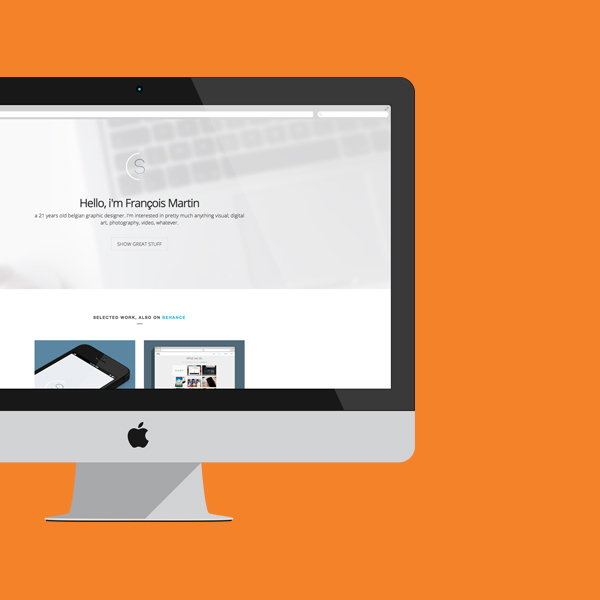 S
Hello, i'm François Martin
a 21 years old belgian graphic designer. I'm interested in pretty much anything visual, digital
art, photography, video, whatever.
SHOW GREAT STUFF
SELECTED WORK, ALSO ON BEHANCE